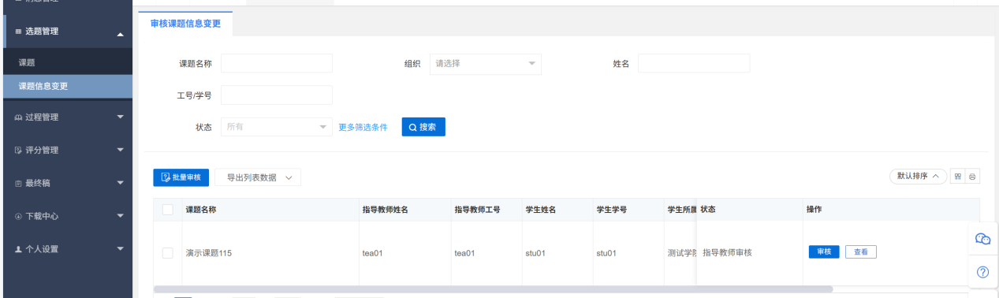 选题管理
课题
课题信息变更
过程管理
评分管理
最终稿
下载中心
个人设置
审核课题信息变更
课题名称
组织 请选择
姓名
工号/学号
状态 所有 更多筛选条件 搜索
批量审核 导出列表数据 默认排序
课题名称 指导教师姓名 指导教师工号 学生姓名 学生学号 学生所属 状态 操作
演示课题115 tea01 tea01 stu01 stu01 测试学院 指导教师审核 审核 查看